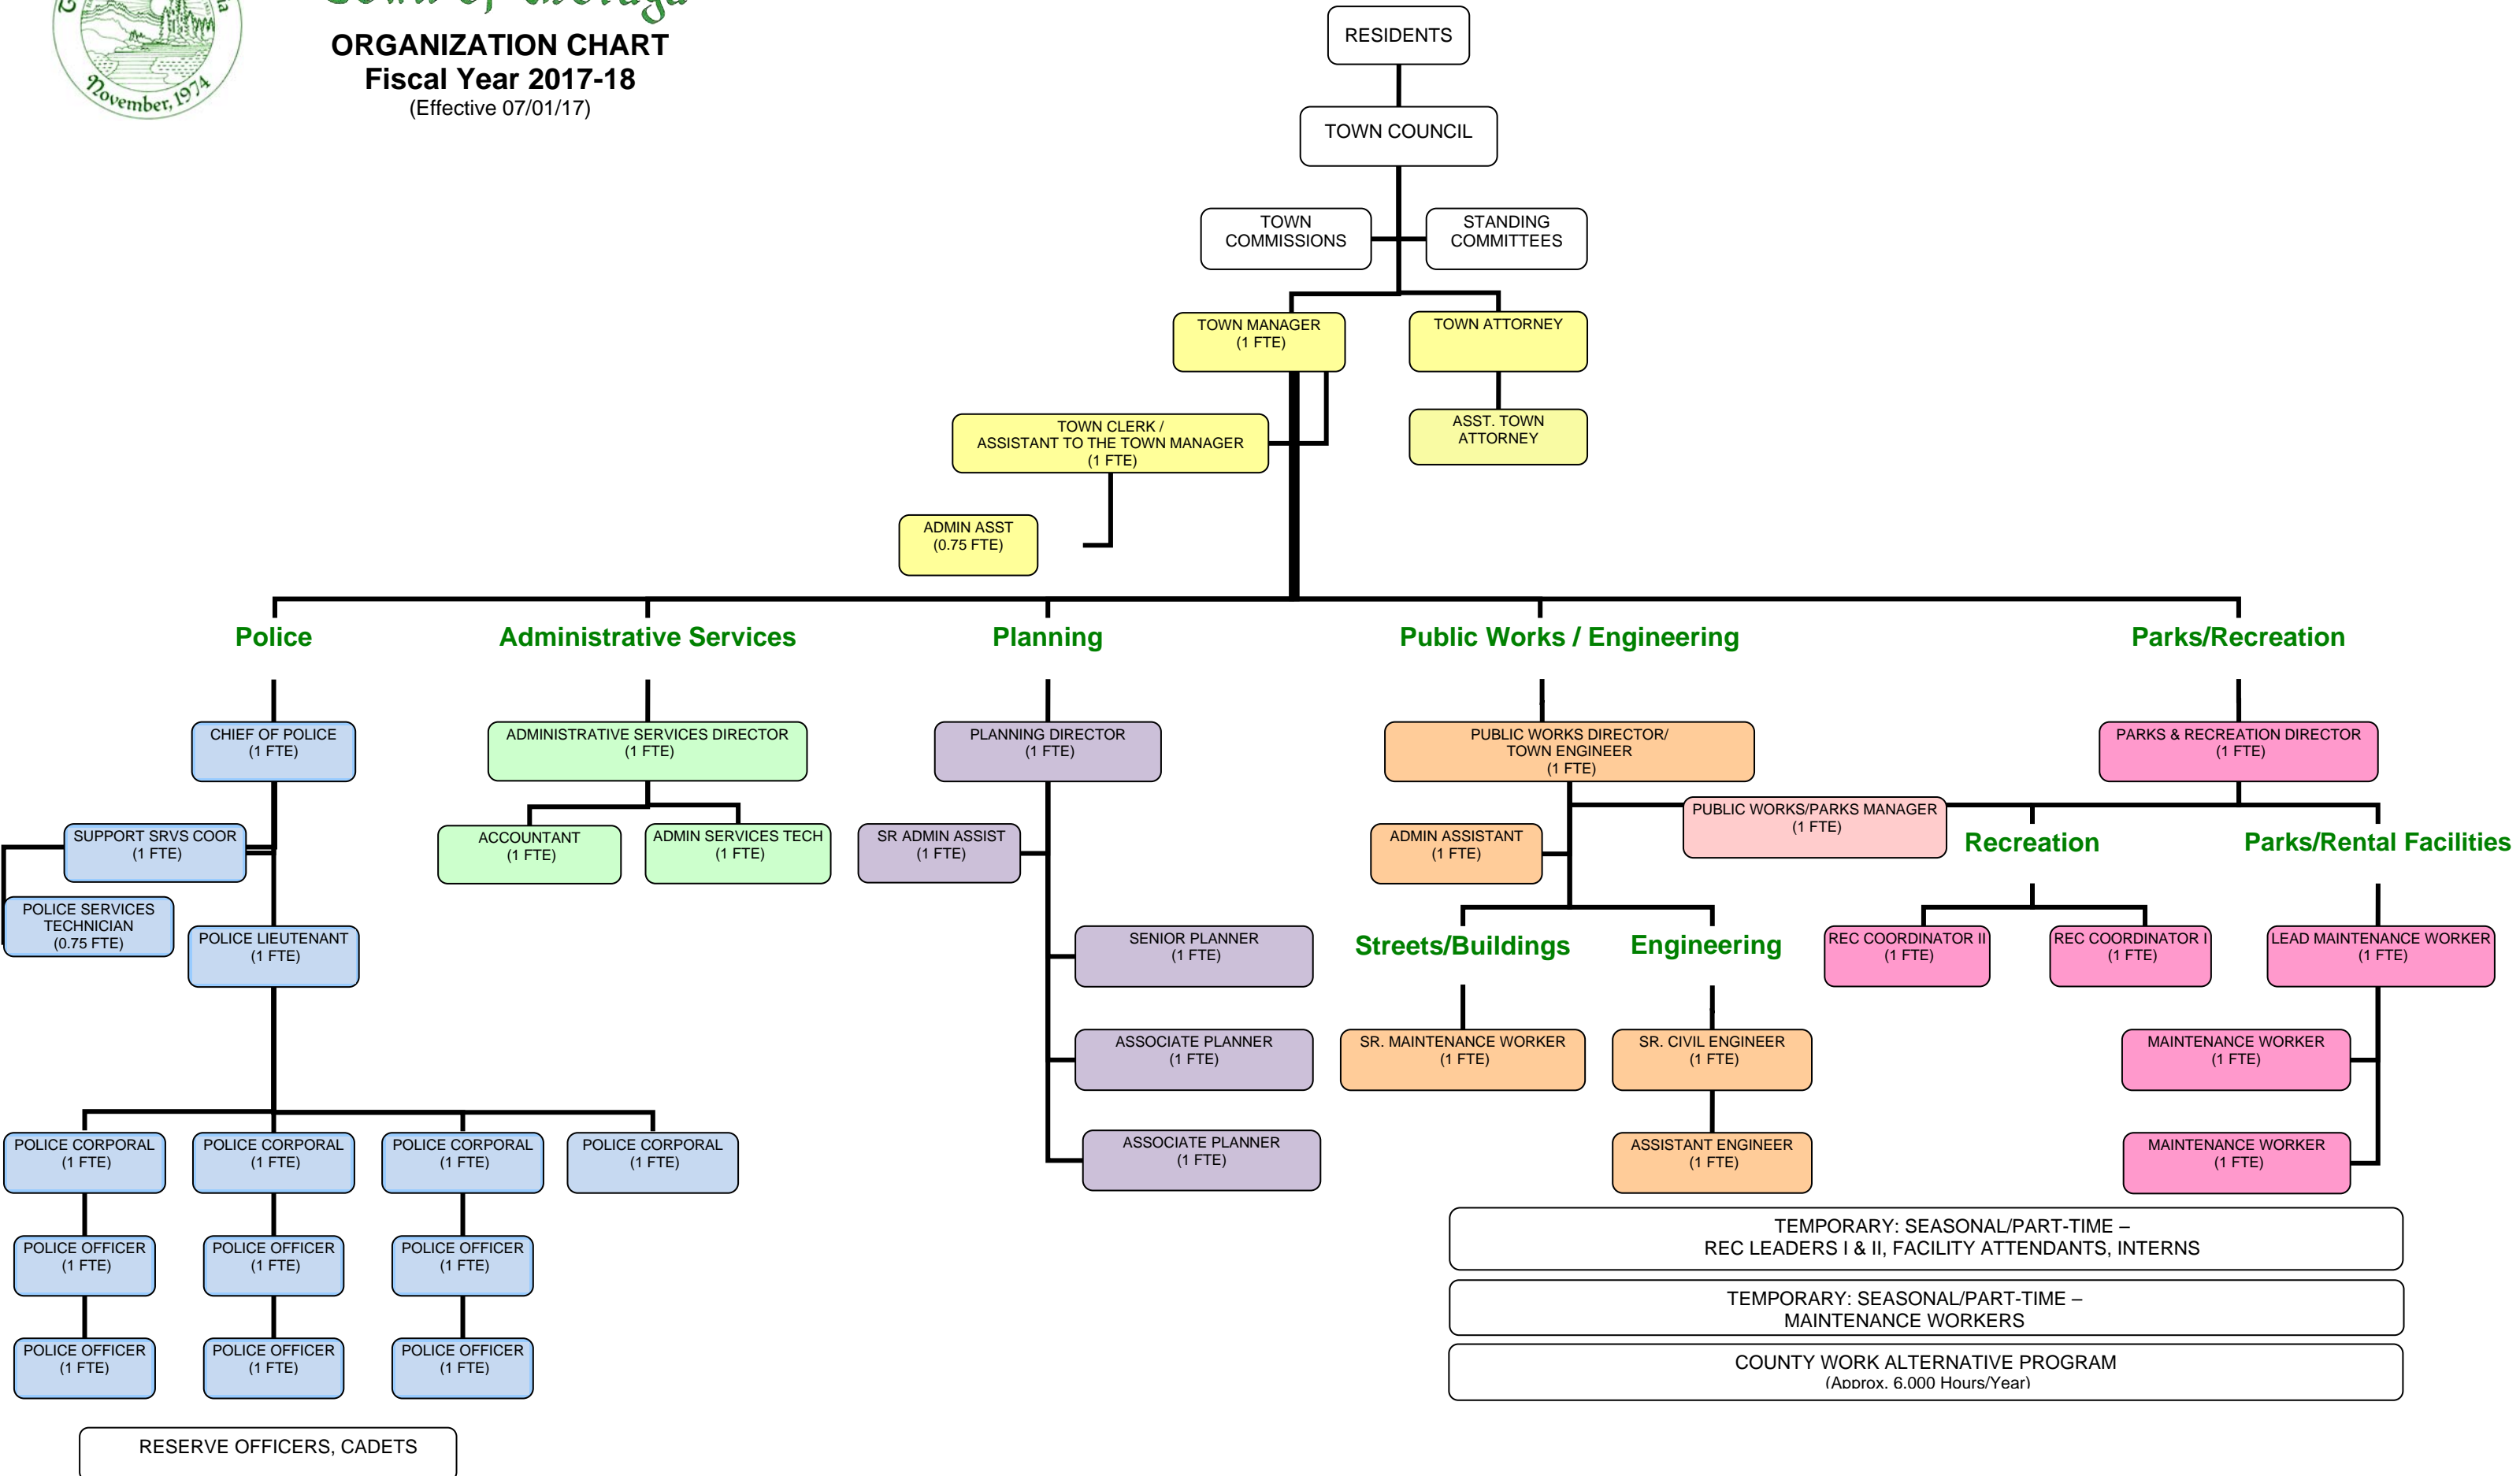 Town of Moraga
ORGANIZATION CHART
Fiscal Year 2017-18
(Effective 07/01/17)
November, 1974
RESIDENTS
TOWN COUNCIL
TOWN
COMMISSIONS
STANDING
COMMITTEES
TOWN MANAGER
(1 FTE)
TOWN ATTORNEY
TOWN CLERK /
ASSISTANT TO THE TOWN MANAGER
(1 FTE)
ASST. TOWN
ATTORNEY
ADMIN ASST
(0.75 FTE)
Police
Administrative Services
Planning
Public Works / Engineering
Parks/Recreation
CHIEF OF POLICE
(1 FTE)
ADMINISTRATIVE SERVICES DIRECTOR
(1 FTE)
PLANNING DIRECTOR
(1 FTE)
PUBLIC WORKS DIRECTOR/
TOWN ENGINEER
(1 FTE)
PARKS & RECREATION DIRECTOR
(1 FTE)
SUPPORT SRVS COOR
(1 FTE)
ACCOUNTANT
(1 FTE)
ADMIN SERVICES TECH
(1 FTE)
SR ADMIN ASSIST
(1 FTE)
ADMIN ASSISTANT
(1 FTE)
PUBLIC WORKS/PARKS MANAGER
(1 FTE)
Recreation
Parks/Rental Facilities
POLICE SERVICES
TECHNICIAN
(0.75 FTE)
POLICE LIEUTENANT
(1 FTE)
SENIOR PLANNER
(1 FTE)
Streets/Buildings
Engineering
REC COORDINATOR II
(1 FTE)
REC COORDINATOR I
(1 FTE)
LEAD MAINTENANCE WORKER
(1 FTE)
ASSOCIATE PLANNER
(1 FTE)
SR. MAINTENANCE WORKER
(1 FTE)
SR. CIVIL ENGINEER
(1 FTE)
MAINTENANCE WORKER
(1 FTE)
POLICE CORPORAL
(1 FTE)
POLICE CORPORAL
(1 FTE)
POLICE CORPORAL
(1 FTE)
POLICE CORPORAL
(1 FTE)
ASSOCIATE PLANNER
(1 FTE)
ASSISTANT ENGINEER
(1 FTE)
MAINTENANCE WORKER
(1 FTE)
POLICE OFFICER
(1 FTE)
POLICE OFFICER
(1 FTE)
POLICE OFFICER
(1 FTE)
TEMPORARY: SEASONAL/PART-TIME –
REC LEADERS I & II, FACILITY ATTENDANTS, INTERNS
TEMPORARY: SEASONAL/PART-TIME –
MAINTENANCE WORKERS
POLICE OFFICER
(1 FTE)
POLICE OFFICER
(1 FTE)
POLICE OFFICER
(1 FTE)
COUNTY WORK ALTERNATIVE PROGRAM
(Approx. 6,000 Hours/Year)
RESERVE OFFICERS, CADETS